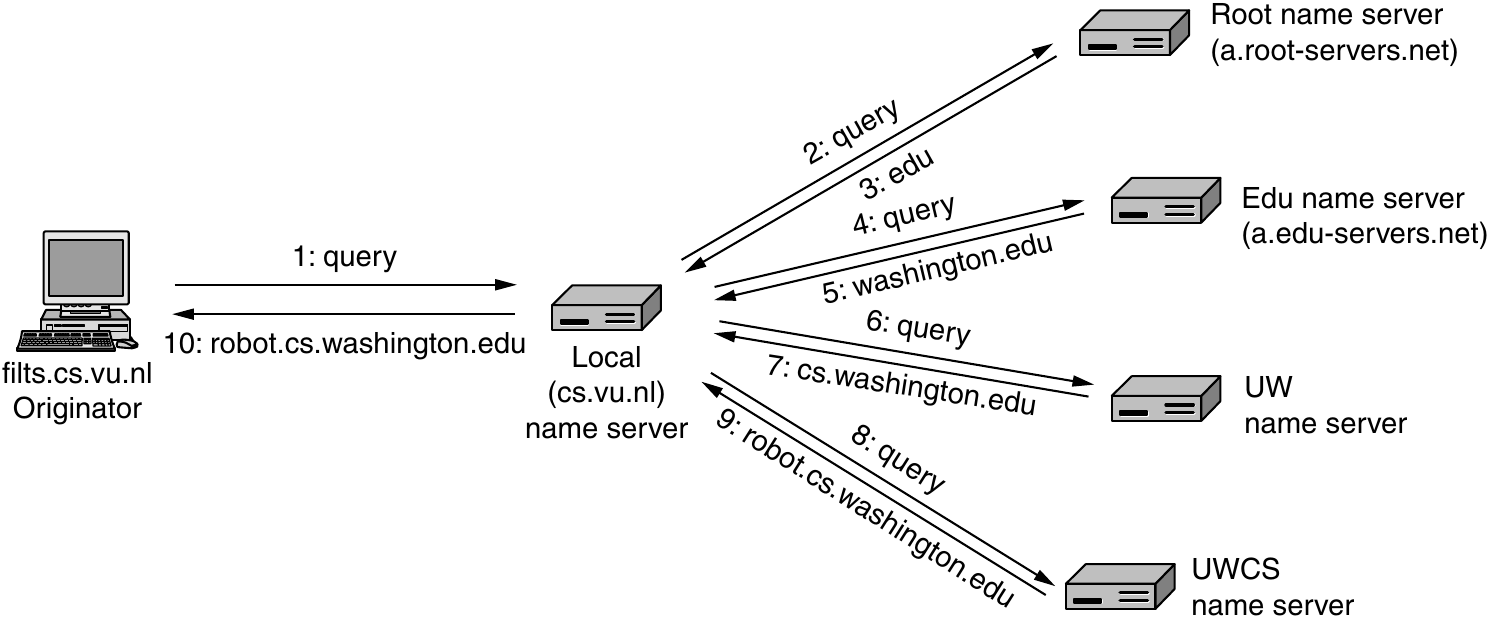 Root name server
(a.root-servers.net)
2: query
3: edu
4: query
Edu name server
(a.edu-servers.net)
5: washington.edu
1: query
10: robot.cs.washington.edu
filts.cs.vu.nl
Originator
Local
(cs.vu.nl)
name server
6: query
7: cs.washington.edu
UW
name server
8: query
9: robot.cs.washington.edu
UWCS
name server